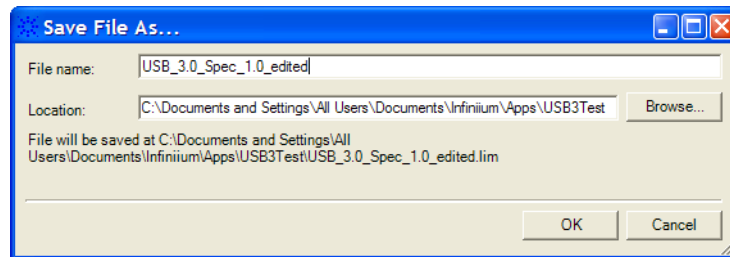 Save File As...
File name: USB_3.0_Spec_1.0_edited
Location: C:\Documents and Settings\All Users\Documents\Infiniium\Apps\USB3Test Browse...
File will be saved at C:\Documents and Settings\All
Users\Documents\Infiniium\Apps\USB3Test\USB_3.0_Spec_1.0_edited.lim
OK Cancel